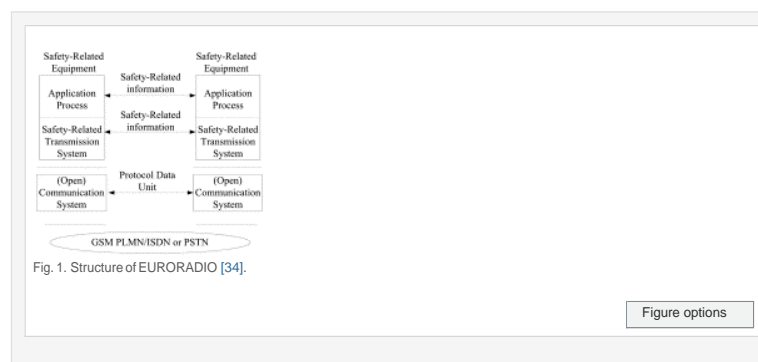 Safety-Related
Equipment
Safety-Related
Equipment
Application
Process
Safety-Related
information
Application
Process
Safety-Related
Transmission
System
Safety-Related
information
Safety-Related
Transmission
System
(Open)
Communication
System
Protocol Data
Unit
(Open)
Communication
System
GSM PLMN/ISDN or PSTN
Fig. 1. Structure of EURORADIO [34].
Figure options